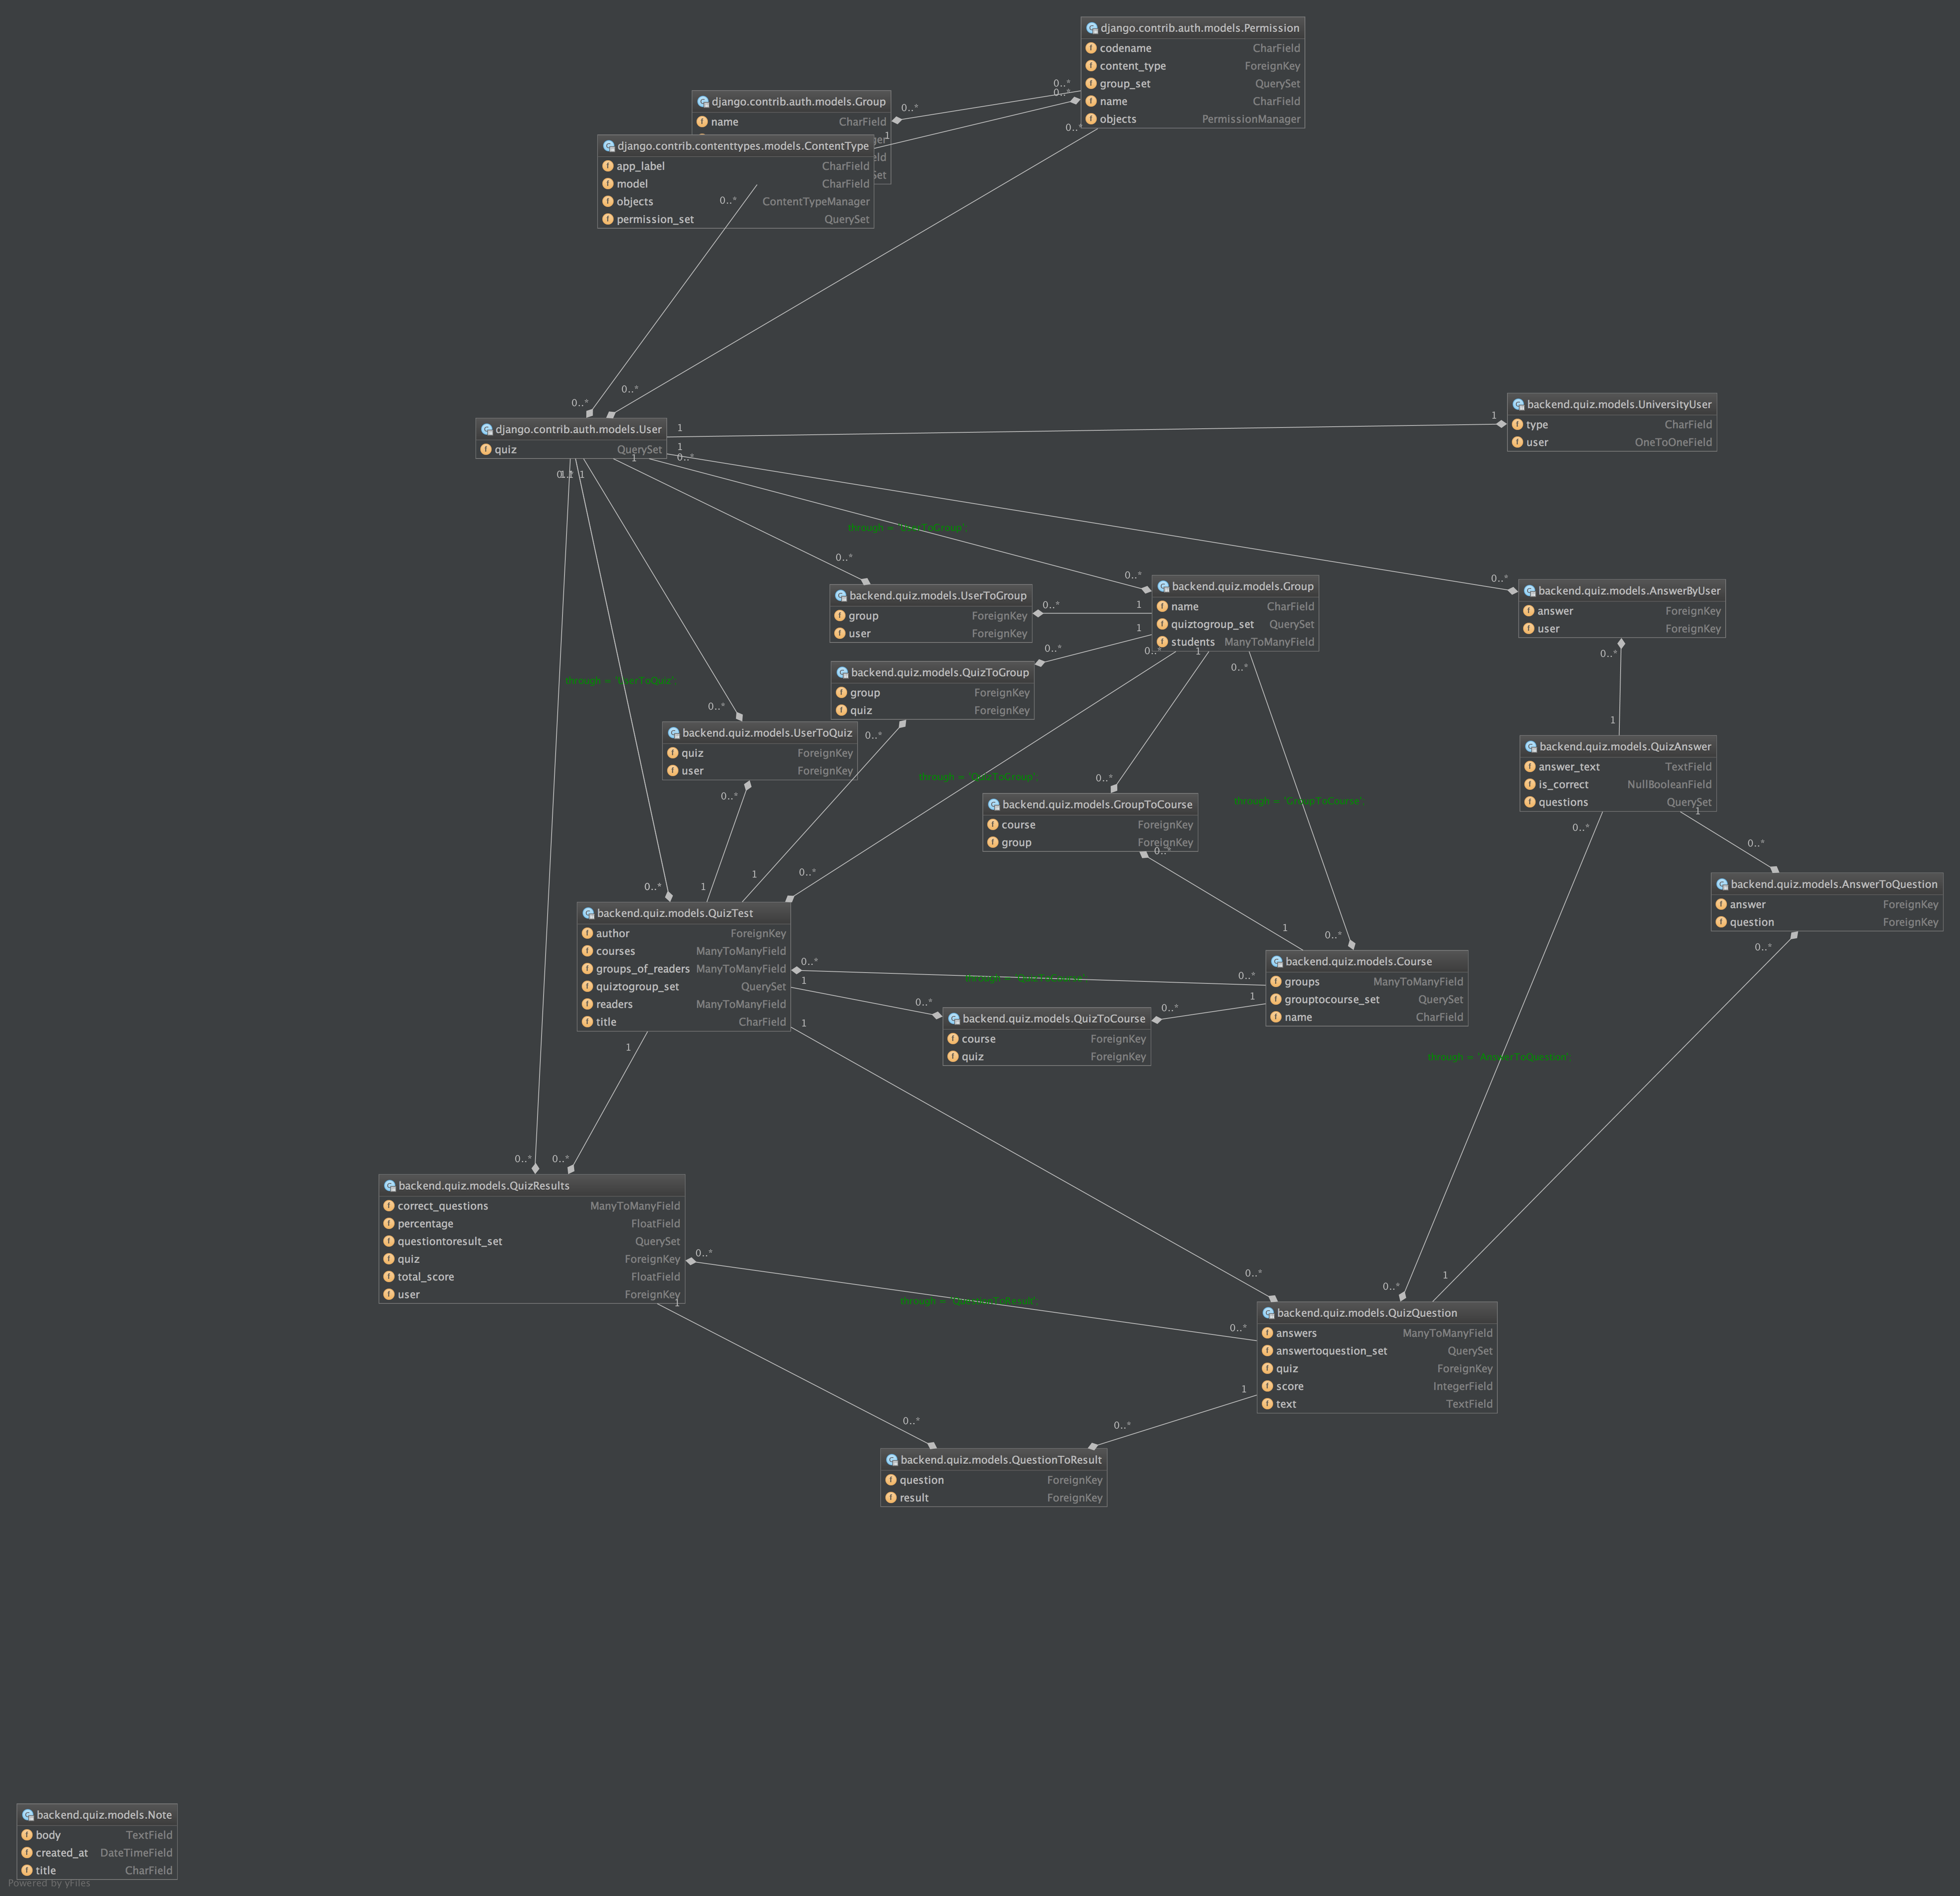 django.contrib.auth.models.Permission
codename CharField
content_type ForeignKey
group_set QuerySet
name CharField
objects PermissionManager
0..*
0..*
0..*
django.contrib.auth.models.Group
name CharField
0..*
1
django.contrib.contenttypes.models.ContentType
app_label CharField
model CharField
objects ContentTypeManager
permission_set QuerySet
0..*
0..*
0..*
django.contrib.auth.models.User
quiz QuerySet
1
1
1
0..*
1
1
backend.quiz.models.UniversityUser
type CharField
user OneToOneField
through = 'UserToGroup';
0..*
0..*
0..*
backend.quiz.models.UserToGroup
group ForeignKey
user ForeignKey
0..*
1
1
0..*
backend.quiz.models.Group
name CharField
quiztogroup_set QuerySet
students ManyToManyField
0..*
1
0..*
backend.quiz.models.AnswerByUser
answer ForeignKey
user ForeignKey
0..*
1
backend.quiz.models.QuizToGroup
group ForeignKey
quiz ForeignKey
0..*
through = 'UserToQuiz';
0..*
backend.quiz.models.UserToQuiz
quiz ForeignKey
user ForeignKey
0..*
through = 'QuizToGroup';
through = 'GroupToCourse';
0..*
backend.quiz.models.GroupToCourse
course ForeignKey
group ForeignKey
0..*
backend.quiz.models.QuizAnswer
answer_text TextField
is_correct NullBooleanField
questions QuerySet
0..*
1
0..*
backend.quiz.models.AnswerToQuestion
answer ForeignKey
question ForeignKey
0..*
0..*
1
1
0..*
backend.quiz.models.QuizTest
author ForeignKey
courses ManyToManyField
groups_of_readers ManyToManyField
quiztogroup_set QuerySet
readers ManyToManyField
title CharField
0..*
1
1
1
1
0..*
0..*
1
backend.quiz.models.Course
groups ManyToManyField
grouptocourse_set QuerySet
name CharField
through = 'QuizToCourse';
0..*
0..*
backend.quiz.models.QuizToCourse
course ForeignKey
quiz ForeignKey
through = 'AnswerToQuestion';
0..*
0..*
backend.quiz.models.QuizResults
correct_questions ManyToManyField
percentage FloatField
questiontoresult_set QuerySet
quiz ForeignKey
total_score FloatField
user ForeignKey
0..*
1
through = 'QuestionToResult'
0..*
0..*
1
0..*
1
backend.quiz.models.QuizQuestion
answers ManyToManyField
answertoquestion_set QuerySet
quiz ForeignKey
score IntegerField
text TextField
0..*
0..*
backend.quiz.models.QuestionToResult
question ForeignKey
result ForeignKey
backend.quiz.models.Note
body TextField
created_at DateTimeField
title CharField
Powered by yFiles